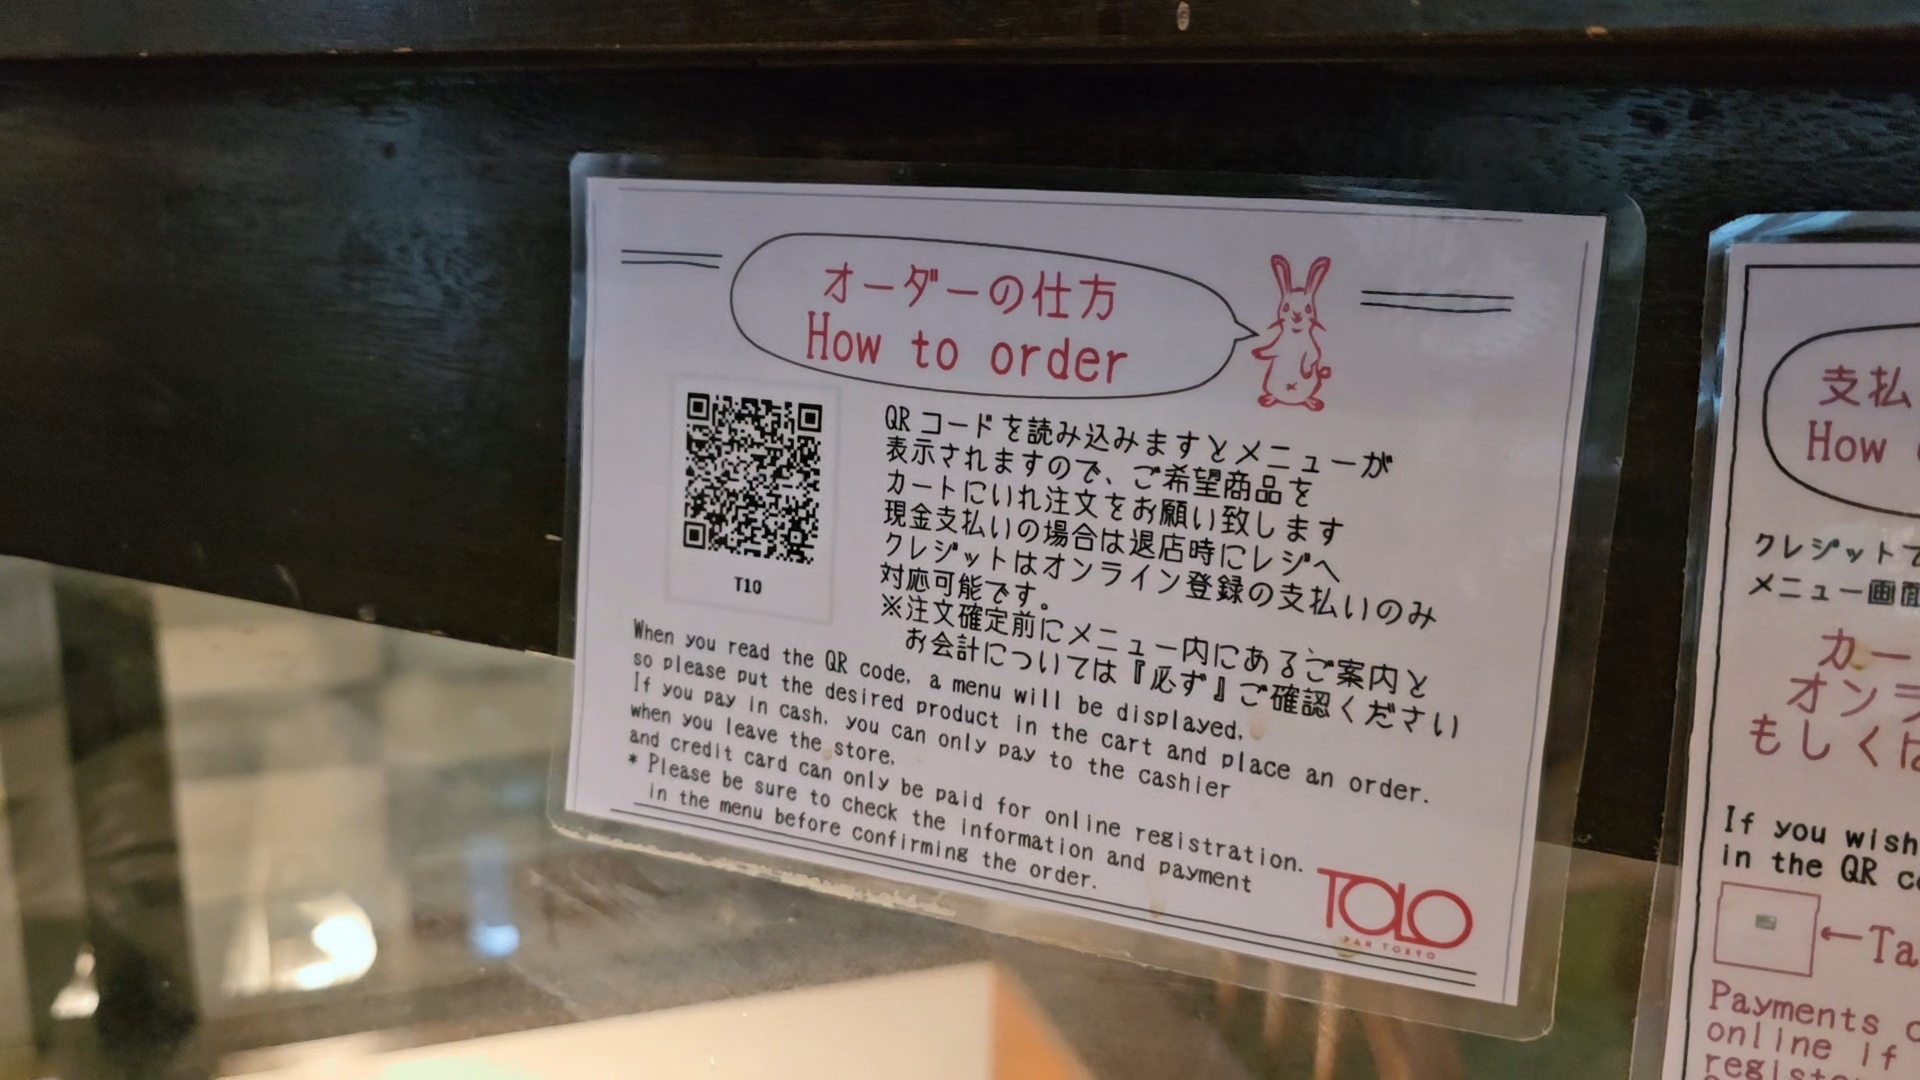 オーダーの仕方
How to order
QRコードを読み込みますとメニューが
表示されますので、ご希望商品を
カートにいれ注文をお願い致します
現金支払いの場合は退店時にレジへ
クレジットはオンライン登録の支払いのみ
対応可能です。
※注文確定前にメニュー内にあるご案内と
お会計については『必ず』ご確認ください
T10
When you read the QR code, a menu will be displayed,
so please put the desired product in the cart and place an order.
If you pay in cash, you can only pay to the cashier
when you leave the store,
and credit card can only be paid for online registration.
* Please be sure to check the information and payment
in the menu before confirming the order.
TOLO
PAN TOKYO
支払
How
クレジットで
メニュー画面
カー
オンラ
もしくは
If you wish
in the QR
←Ta
Payments
online if